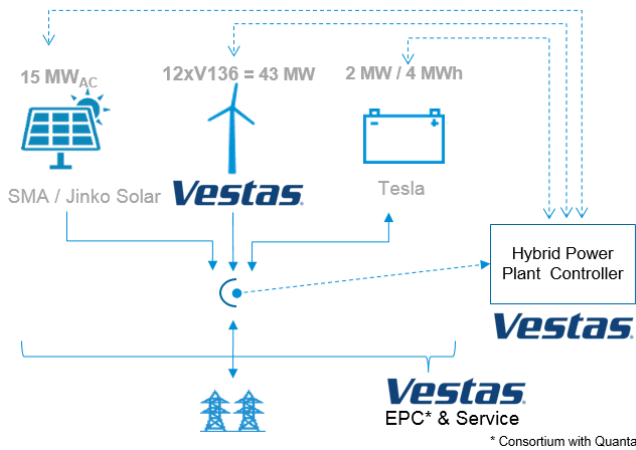 15 MWAC
12xV136 = 43 MW
2 MW / 4 MWh
SMA / Jinko Solar
Vestas
Tesla
Hybrid Power
Plant Controller
Vestas
Vestas
EPC* & Service
* Consortium with Quanta